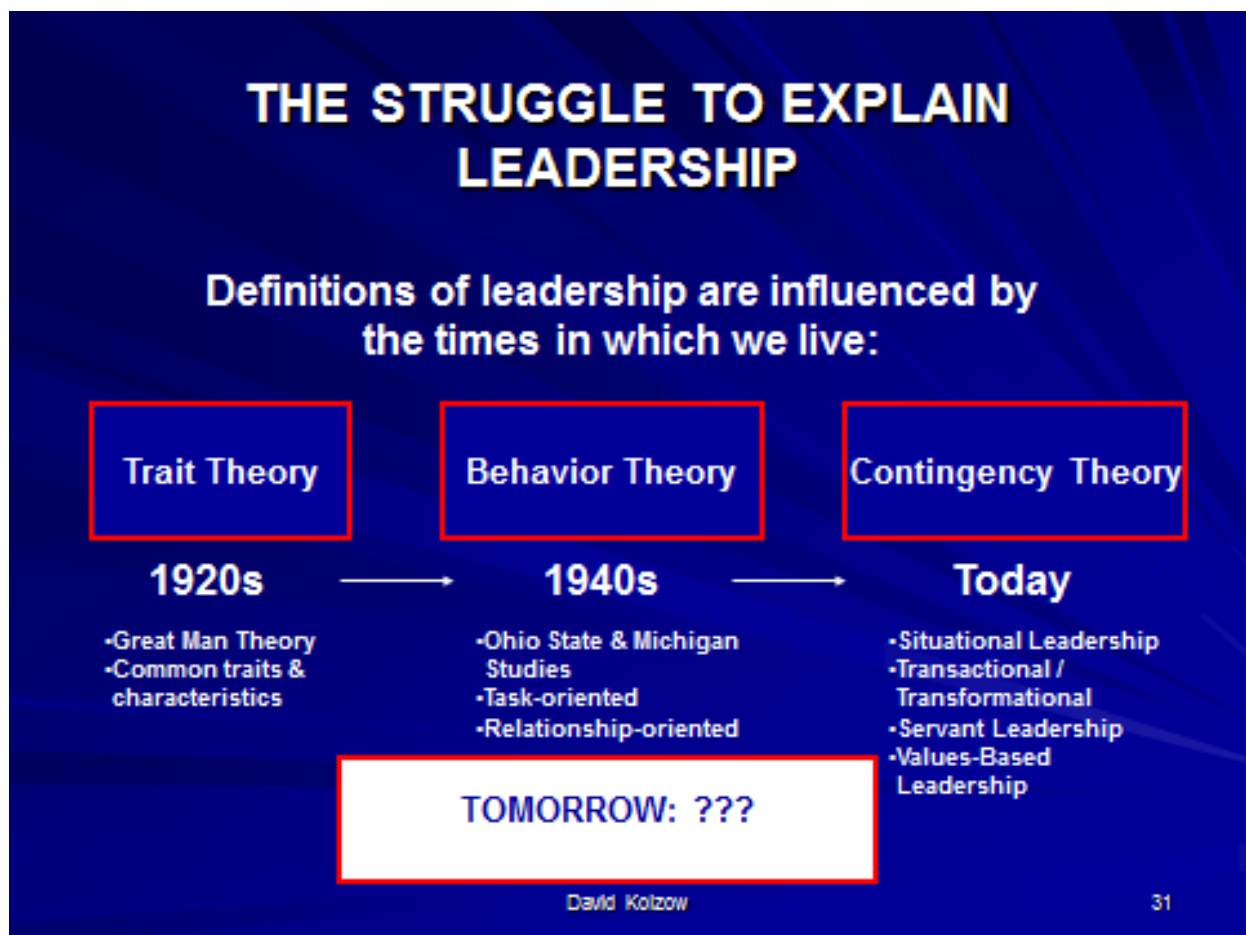 THE STRUGGLE TO EXPLAIN
LEADERSHIP
Definitions of leadership are influenced by
the times in which we live:
Trait Theory
Behavior Theory
Contingency Theory
1920s
1940s
Today
▪Great Man Theory
▪Common traits &
characteristics
▪Ohio State & Michigan
Studies
▪Task-oriented
▪Relationship-oriented
▪Situational Leadership
▪Transactional /
Transformational
▪Servant Leadership
▪Values-Based
Leadership
TOMORROW: ???
David Kolzow
31